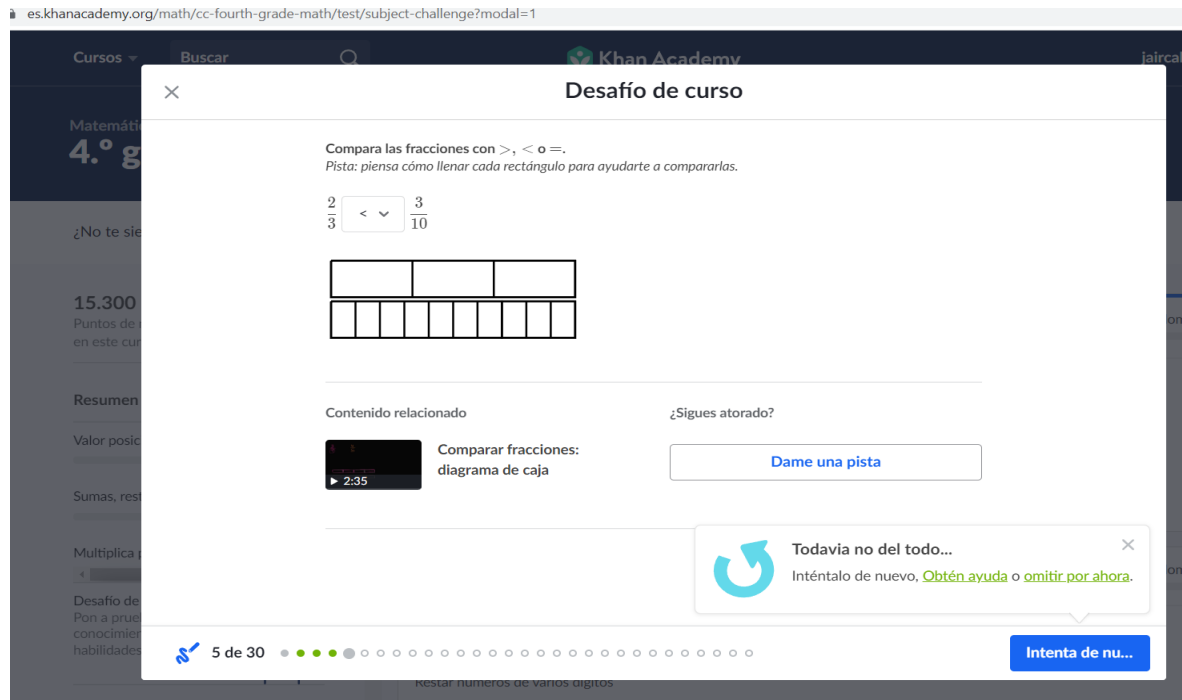 es.khanacademy.org/math/cc-fourth-grade-math/test/subject-challenge?modal=1
Cursos
Buscar
Khan Academy
jaircal
Desafío de curso
Matemáti
4.º g
Compara las fracciones con >, < o =.
Pista: piensa cómo llenar cada rectángulo para ayudarte a compararlas.
2/3 < 3/10
¿No te sie
15.300
Puntos de
en este cur
Resumen
Contenido relacionado
¿Sigues atorado?
Valor posic
Comparar fracciones:
diagrama de caja
2:35
Dame una pista
Sumas, rest
Multiplica p
Todavia no del todo...
Inténtalo de nuevo, Obtén ayuda o omitir por ahora.
Desafío de
Pon a prue
conocimier
habilidades
5 de 30
Intenta de nu...
Restar números de varios dígitos